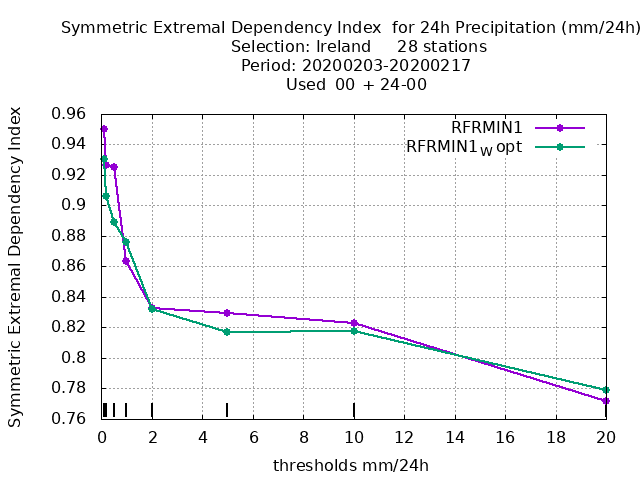 Symmetric Extremal Dependency Index for 24h Precipitation (mm/24h)
Selection: Ireland 28 stations
Period: 20200203-20200217
Used 00 + 24-00
Symmetric Extremal Dependency Index
0.96
0.94
0.92
0.9
0.88
0.86
0.84
0.82
0.8
0.78
0.76
RFRMIN1
RFRMIN1W opt
0 2 4 6 8 10 12 14 16 18 20
thresholds mm/24h